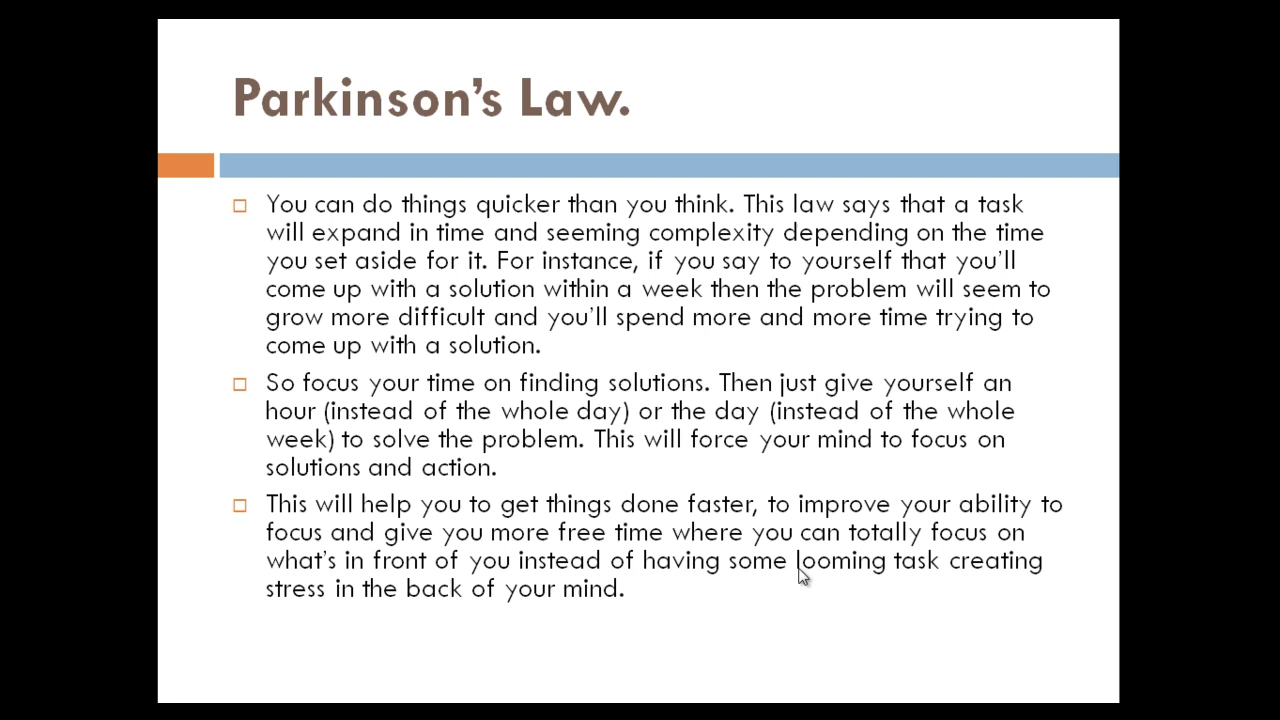 Parkinson's Law.
You can do things quicker than you think. This law says that a task
will expand in time and seeming complexity depending on the time
you set aside for it. For instance, if you say to yourself that you'll
come up with a solution within a week then the problem will seem to
grow more difficult and you'll spend more and more time trying to
come up with a solution.
So focus your time on finding solutions. Then just give yourself an
hour (instead of the whole day) or the day (instead of the whole
week) to solve the problem. This will force your mind to focus on
solutions and action.
This will help you to get things done faster, to improve your ability to
focus and give you more free time where you can totally focus on
what's in front of you instead of having some looming task creating
stress in the back of your mind.